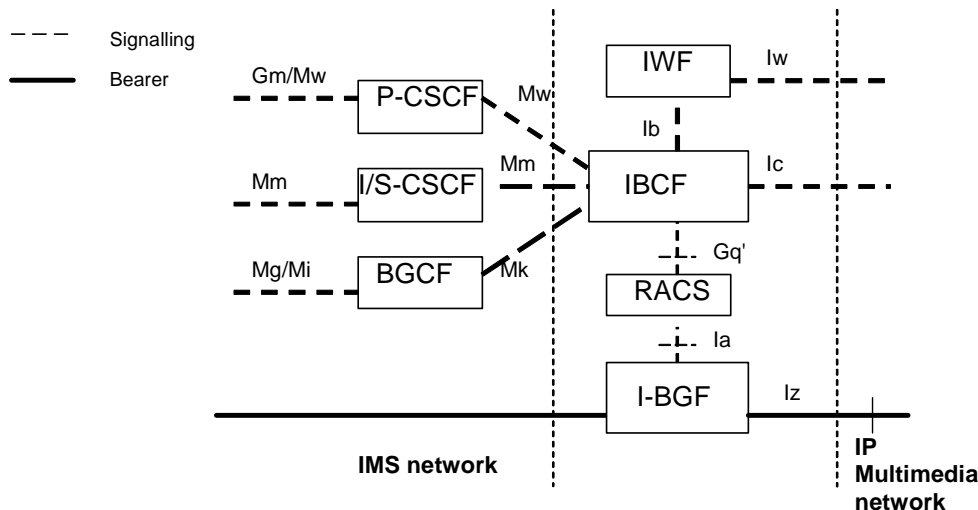 Signalling
Bearer
IWF
Iw
Gm/Mw
P-CSCF
Mw
Ib
Mm
I/S-CSCF
Mm
IBCF
Ic
Mg/Mi
BGCF
Mk
Gq'
RACS
Ia
I-BGF
Iz
IMS network
IP
Multimedia
network